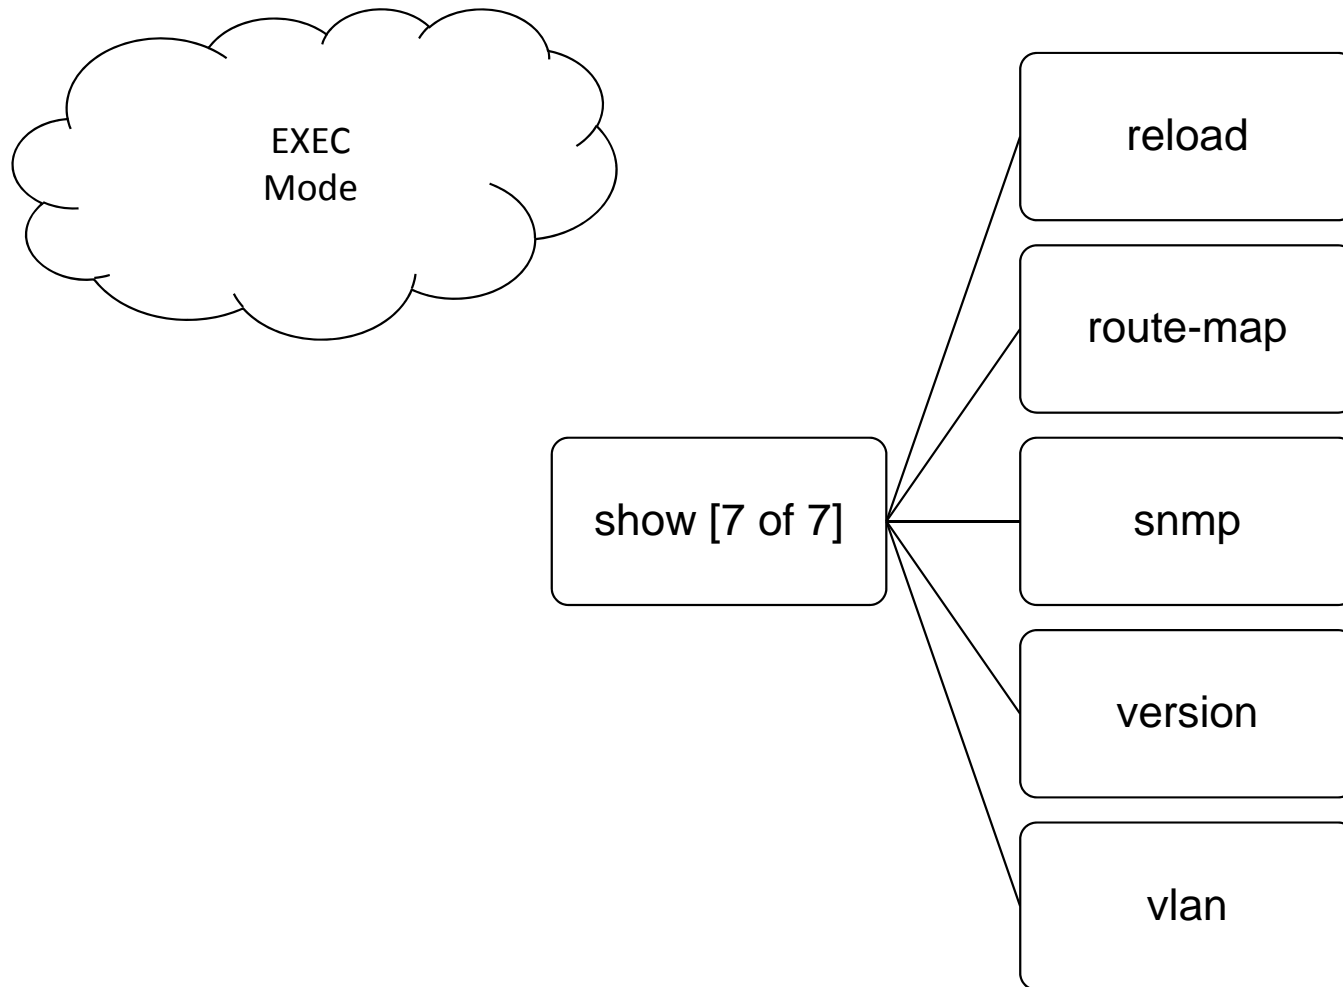 EXEC
Mode
reload
route-map
show [7 of 7]
snmp
version
vlan